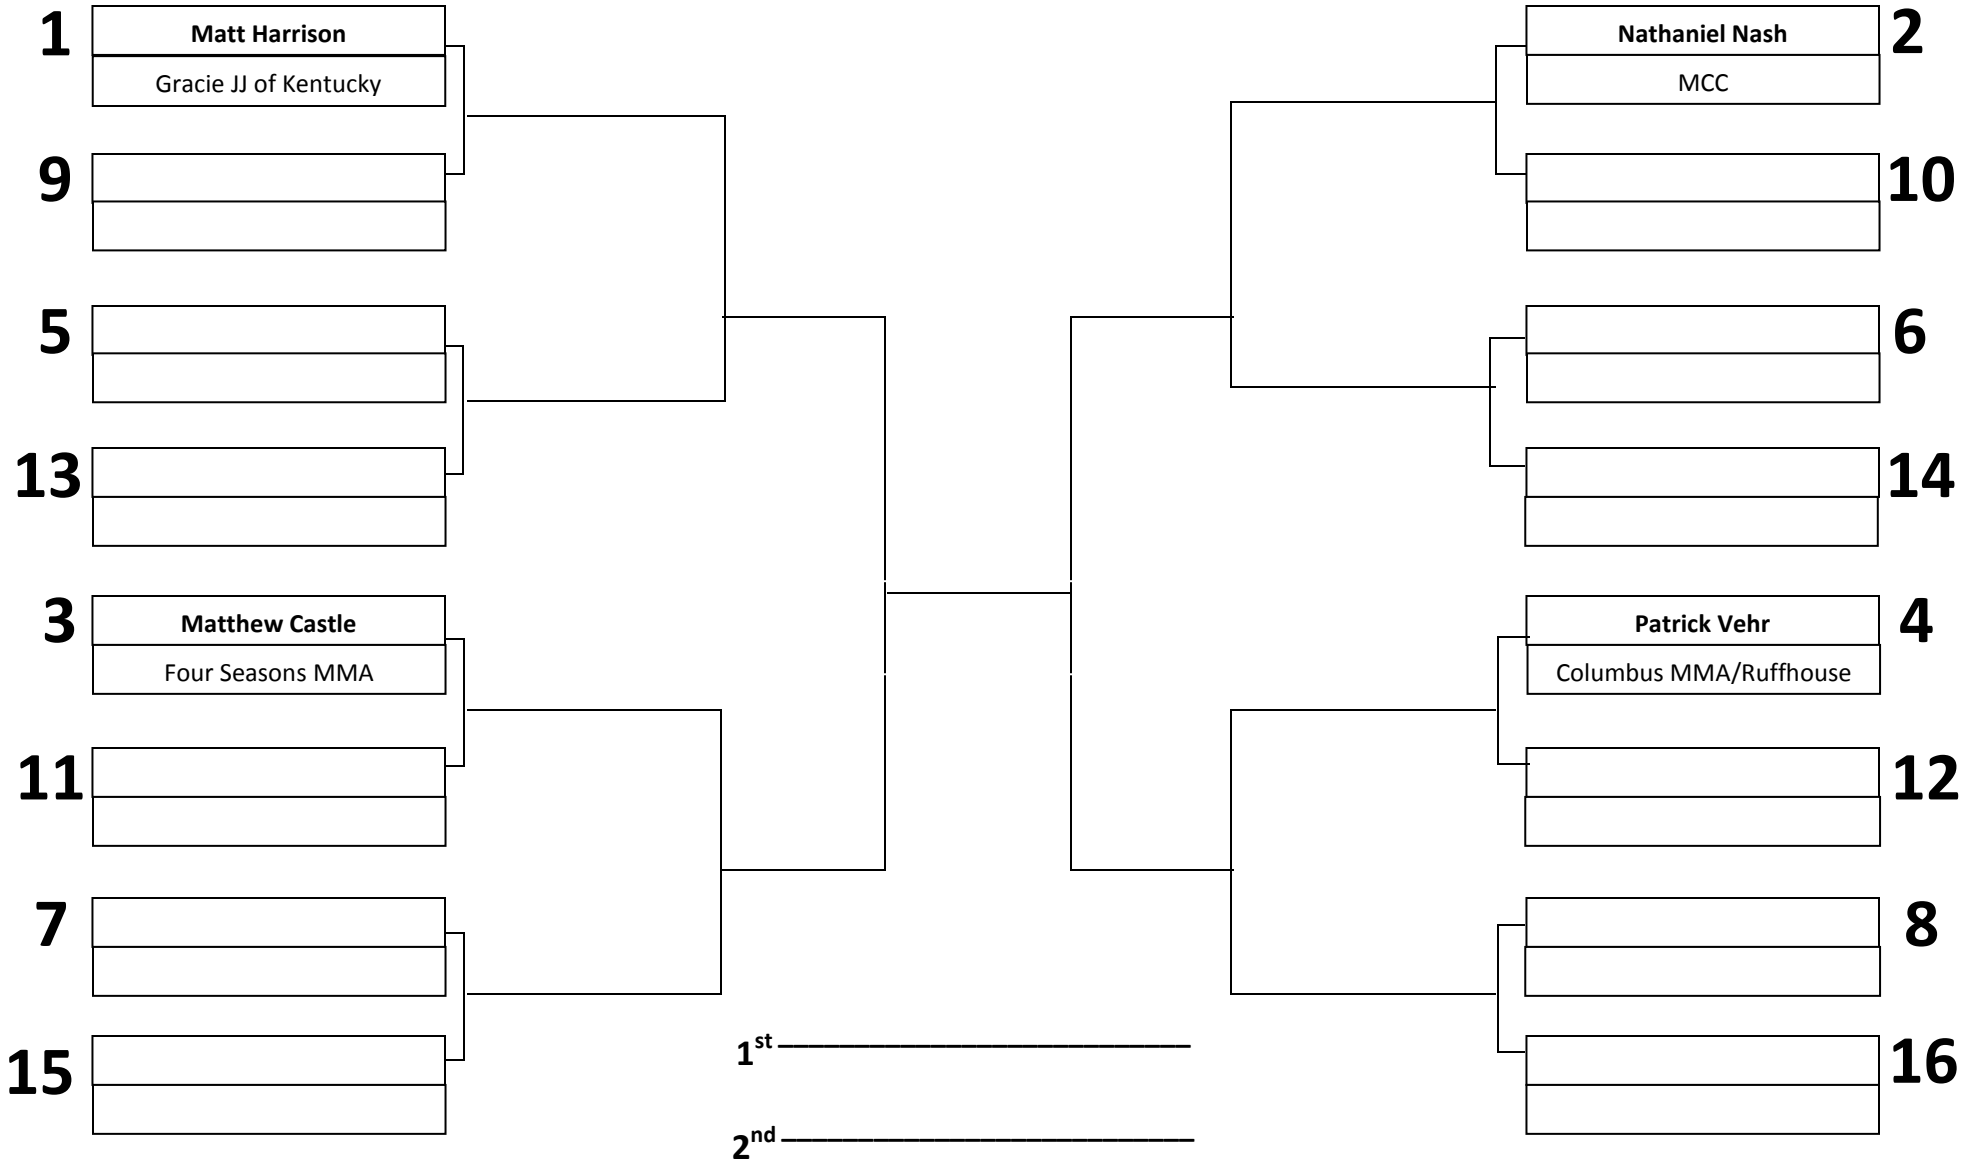 1
Matt Harrison
Gracie JJ of Kentucky
9
5
13
3
Matthew Castle
Four Seasons MMA
11
7
15
Nathaniel Nash
2
MCC
10
6
14
Patrick Vehr
4
Columbus MMA/Ruffhouse
12
8
16
1st
2nd